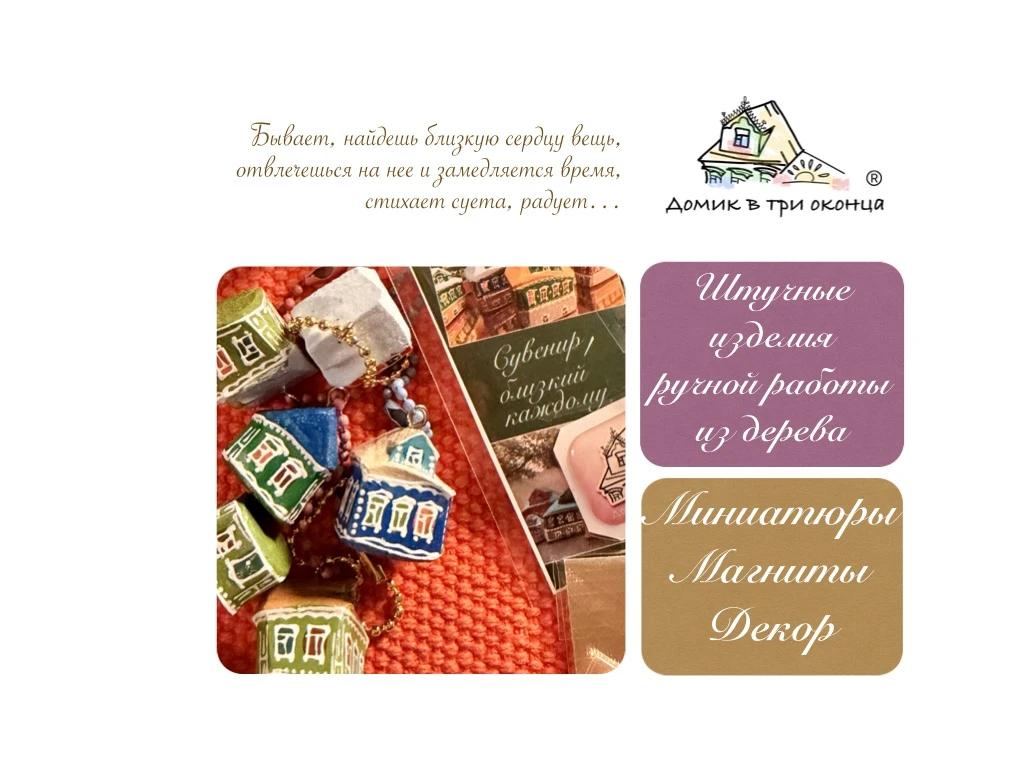 Бывает, найдешь близкую сердцу вещь,
отвлечешься на нее и замедляется время,
стихает суета, радует...
®
Домик в три оконца
Сувенир,
близкий
каждому
Штучные
изделия
ручной работы
из дерева
Миниатюры
Магниты
Декор